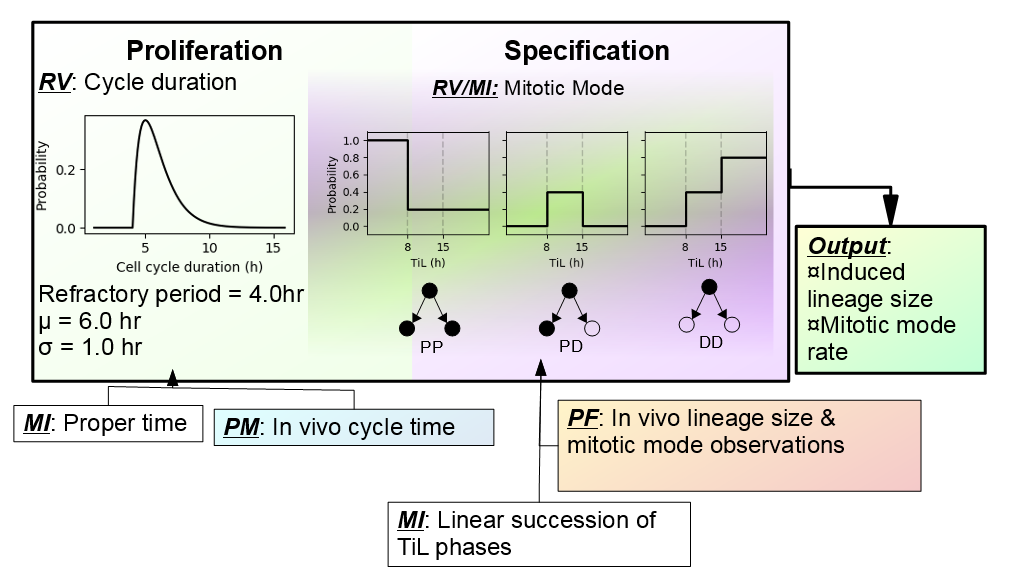 Proliferation
RV: Cycle duration
Probability
0.2
0.0
5 10 15
Cell cycle duration (h)
Refractory period = 4.0hr
μ = 6.0 hr
σ = 1.0 hr
Specification
RV/MI: Mitotic Mode
Probability
1.0
0.8
0.6
0.4
0.2
0.0
8 15
TiL (h)
8 15
TiL (h)
8 15
TiL (h)
PP
PD
DD
Output:
¤Induced
lineage size
¤Mitotic mode
rate
MI: Proper time
PM: In vivo cycle time
PF: In vivo lineage size &
mitotic mode observations
MI: Linear succession of
TiL phases